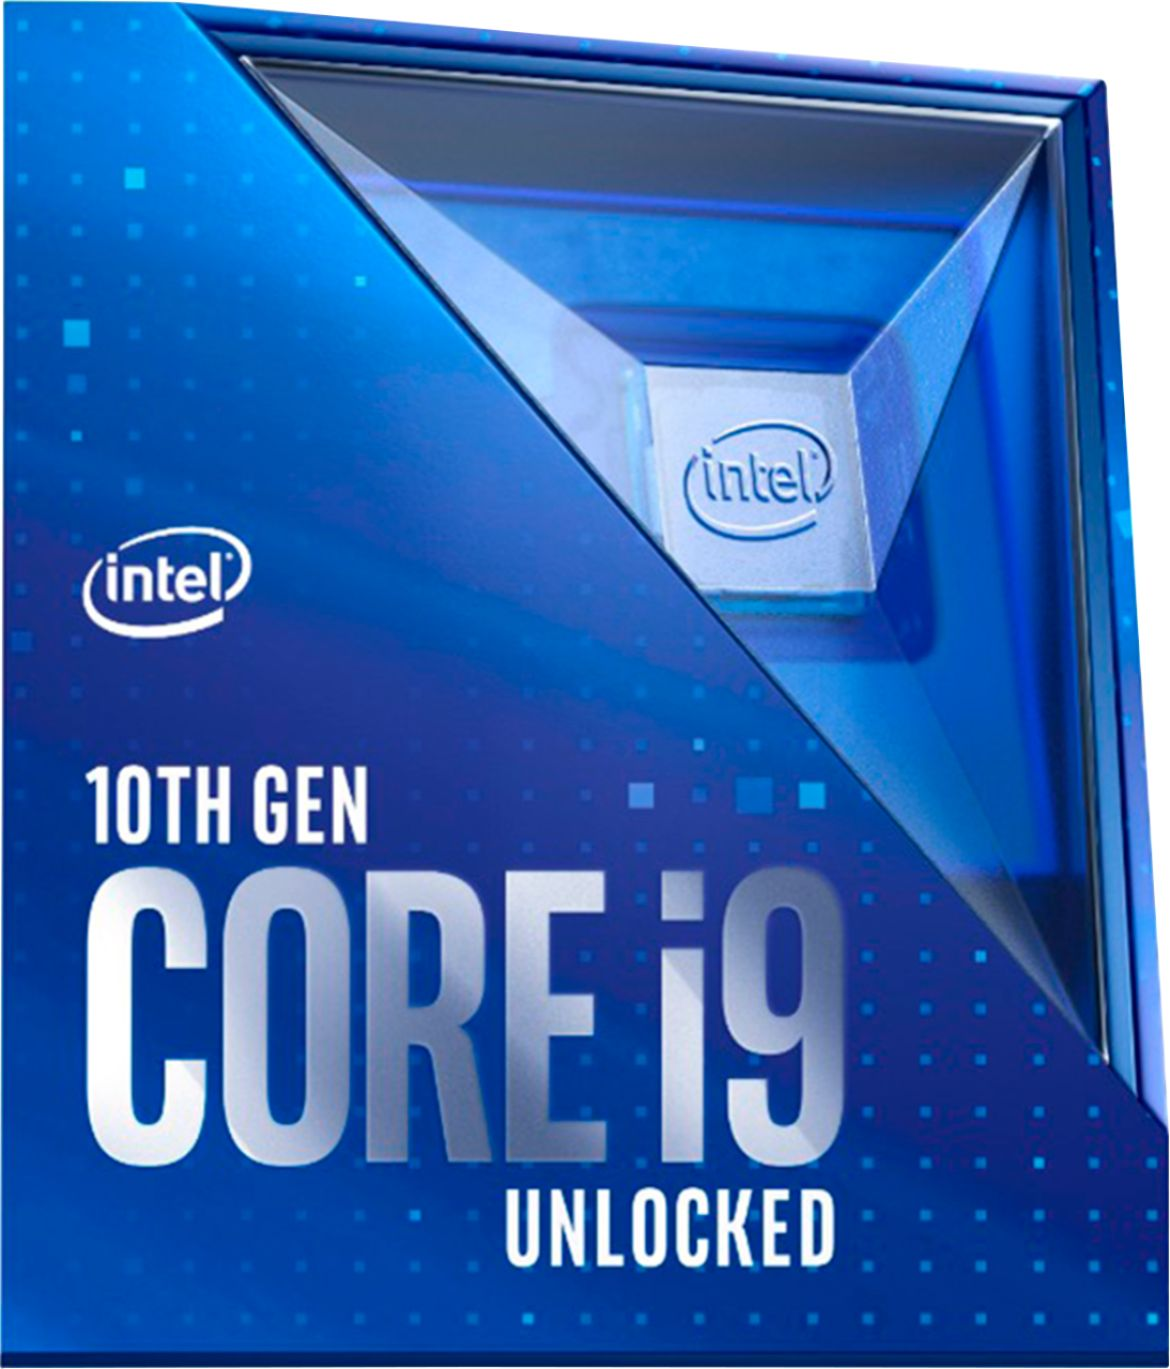 intel
intel
10TH GEN
CORE i9
UNLOCKED